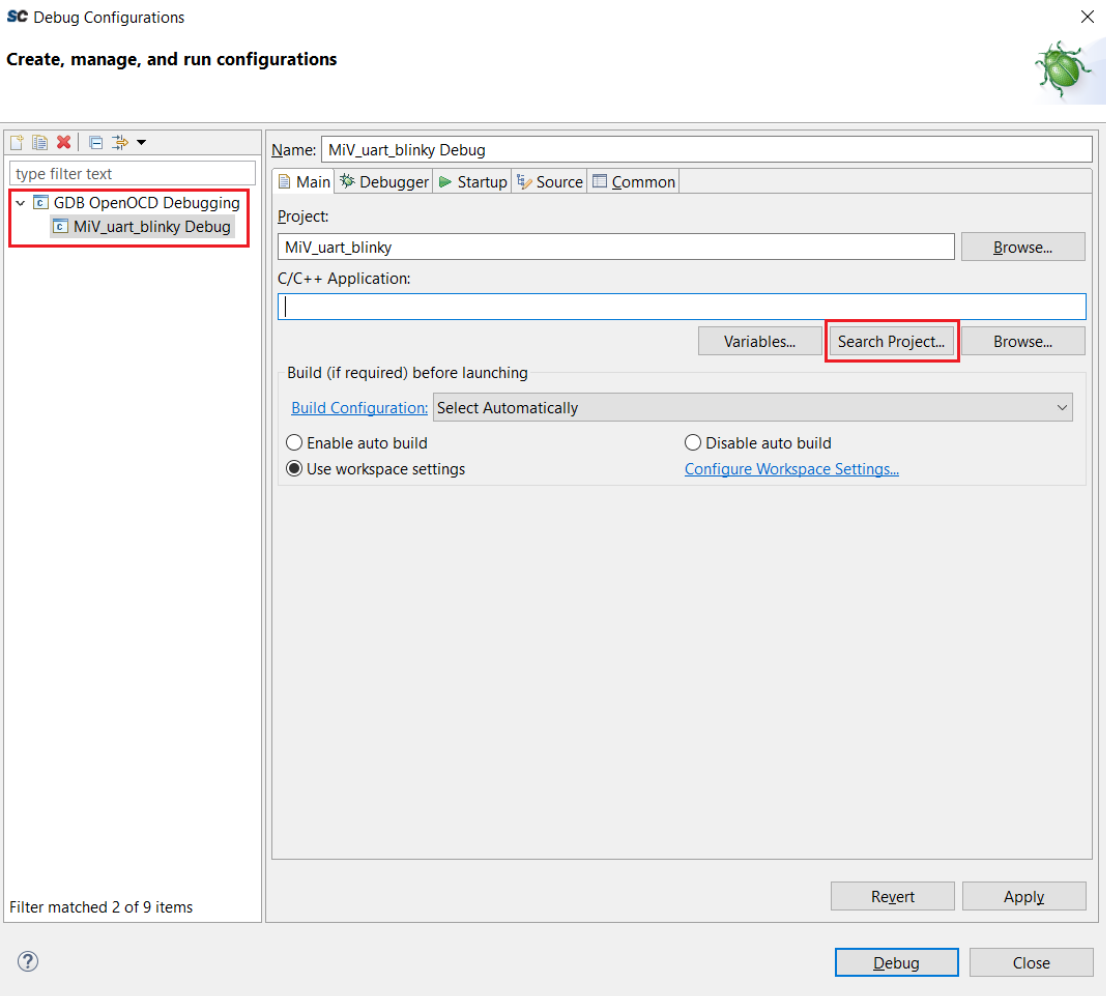 SC Debug Configurations
Create, manage, and run configurations
type filter text
GDB OpenOCD Debugging
MiV_uart_blinky Debug
Filter matched 2 of 9 items
Name: MiV_uart_blinky Debug
Main Debugger Startup Source Common
Project:
MiV_uart_blinky Browse...
C/C++ Application:
Variables... Search Project... Browse...
Build (if required) before launching
Build Configuration: Select Automatically
Enable auto build Disable auto build
Use workspace settings Configure Workspace Settings...
Revert Apply
? Debug Close